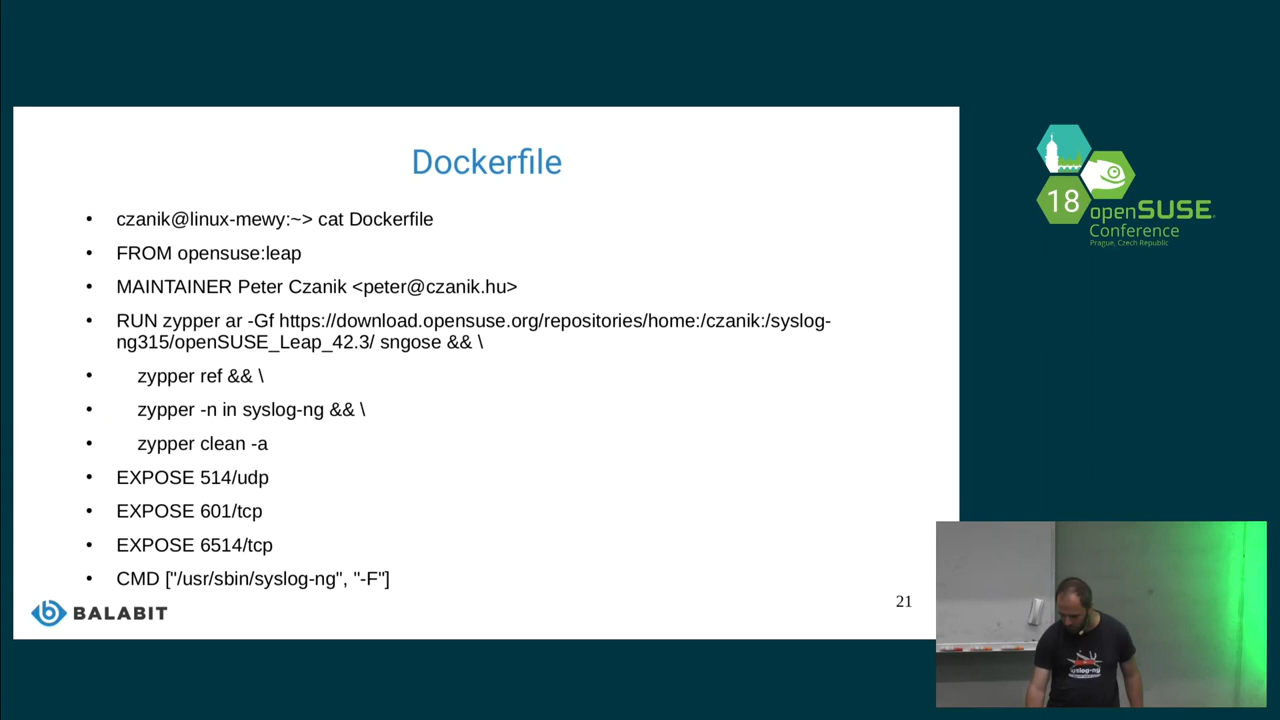 Dockerfile
• czanik@linux-mewy:~> cat Dockerfile
• FROM opensuse:leap
• MAINTAINER Peter Czanik <peter@czanik.hu>
• RUN zypper ar -Gf https://download.opensuse.org/repositories/home:/czanik:/syslog-
ng315/openSUSE_Leap_42.3/ sngose && \
• zypper ref && \
• zypper -n in syslog-ng && \
• zypper clean -a
• EXPOSE 514/udp
• EXPOSE 601/tcp
• EXPOSE 6514/tcp
• CMD ["/usr/sbin/syslog-ng", "-F"]
BALABIT
21
18
openSUSE
Conference
Prague, Czech Republic
syslog-ng